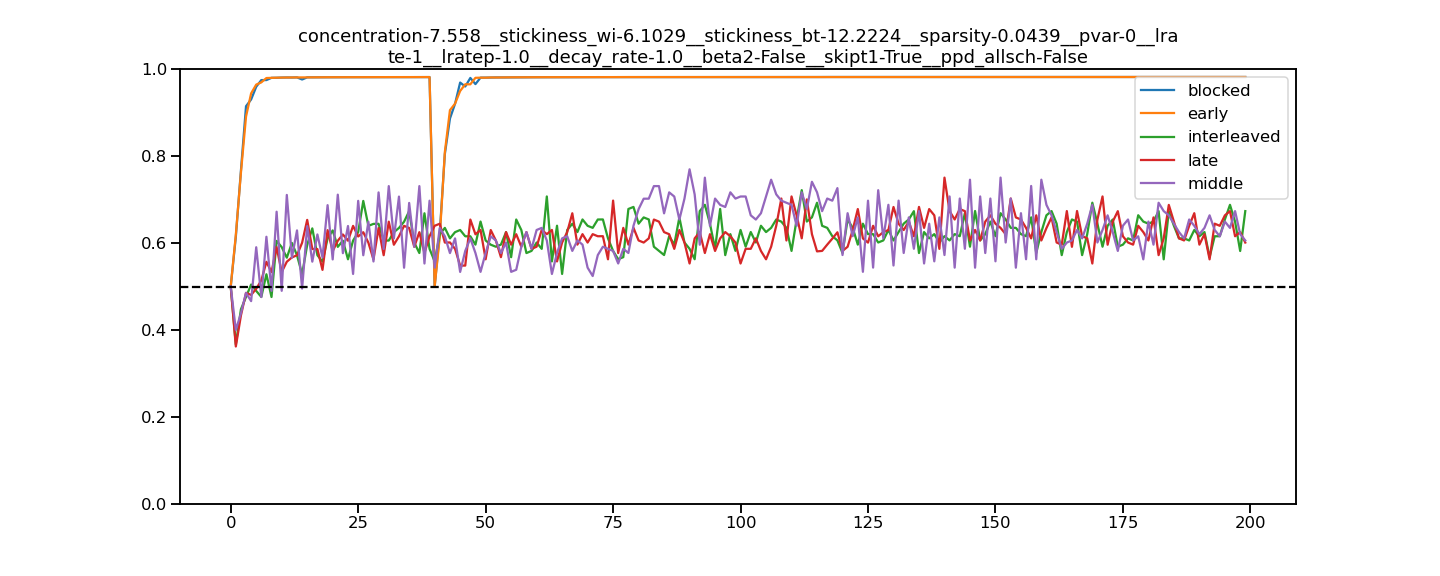 concentration-7.558__stickiness_wi-6.1029__stickiness_bt-12.2224__sparsity-0.0439__pvar-0__lra
te-1__lratep-1.0__decay_rate-1.0__beta2-False__skipt1-True__ppd_allsch-False
1.0
0.8
0.6
0.4
0.2
0.0
blocked
early
interleaved
late
middle
0 25 50 75 100 125 150 175 200